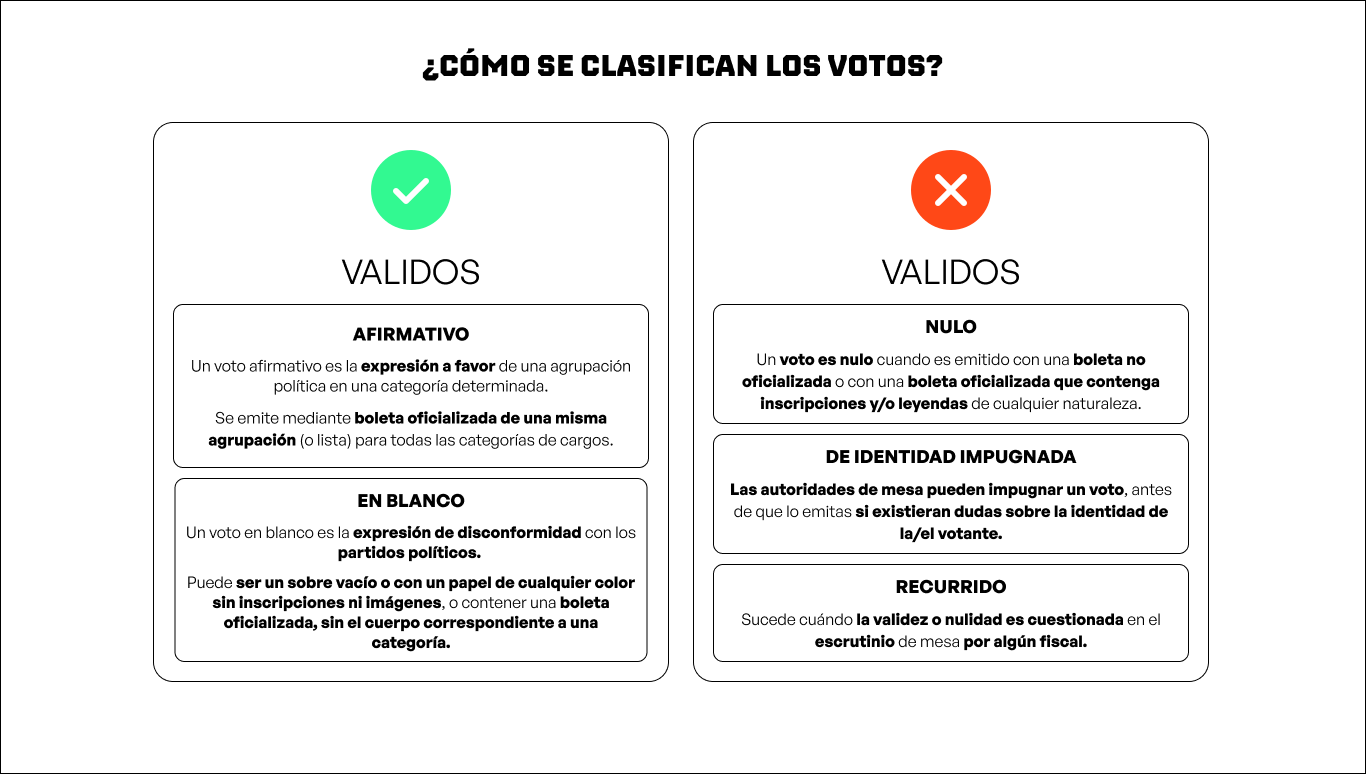 ¿CÓMO SE CLASIFICAN LOS VOTOS?
VALIDOS
AFIRMATIVO
Un voto afirmativo es la expresión a favor de una agrupación
política en una categoría determinada.
Se emite mediante boleta oficializada de una misma
agrupación (o lista) para todas las categorías de cargos.
EN BLANCO
Un voto en blanco es la expresión de disconformidad con los
partidos políticos.
Puede ser un sobre vacío o con un papel de cualquier color
sin inscripciones ni imágenes, o contener una boleta
oficializada, sin el cuerpo correspondiente a una
categoría.
VALIDOS
NULO
Un voto es nulo cuando es emitido con una boleta no
oficializada o con una boleta oficializada que contenga
inscripciones y/o leyendas de cualquier naturaleza.
DE IDENTIDAD IMPUGNADA
Las autoridades de mesa pueden impugnar un voto, antes
de que lo emitas si existieran dudas sobre la identidad de
la/el votante.
RECURRIDO
Sucede cuándo la validez o nulidad es cuestionada en el
escrutinio de mesa por algún fiscal.